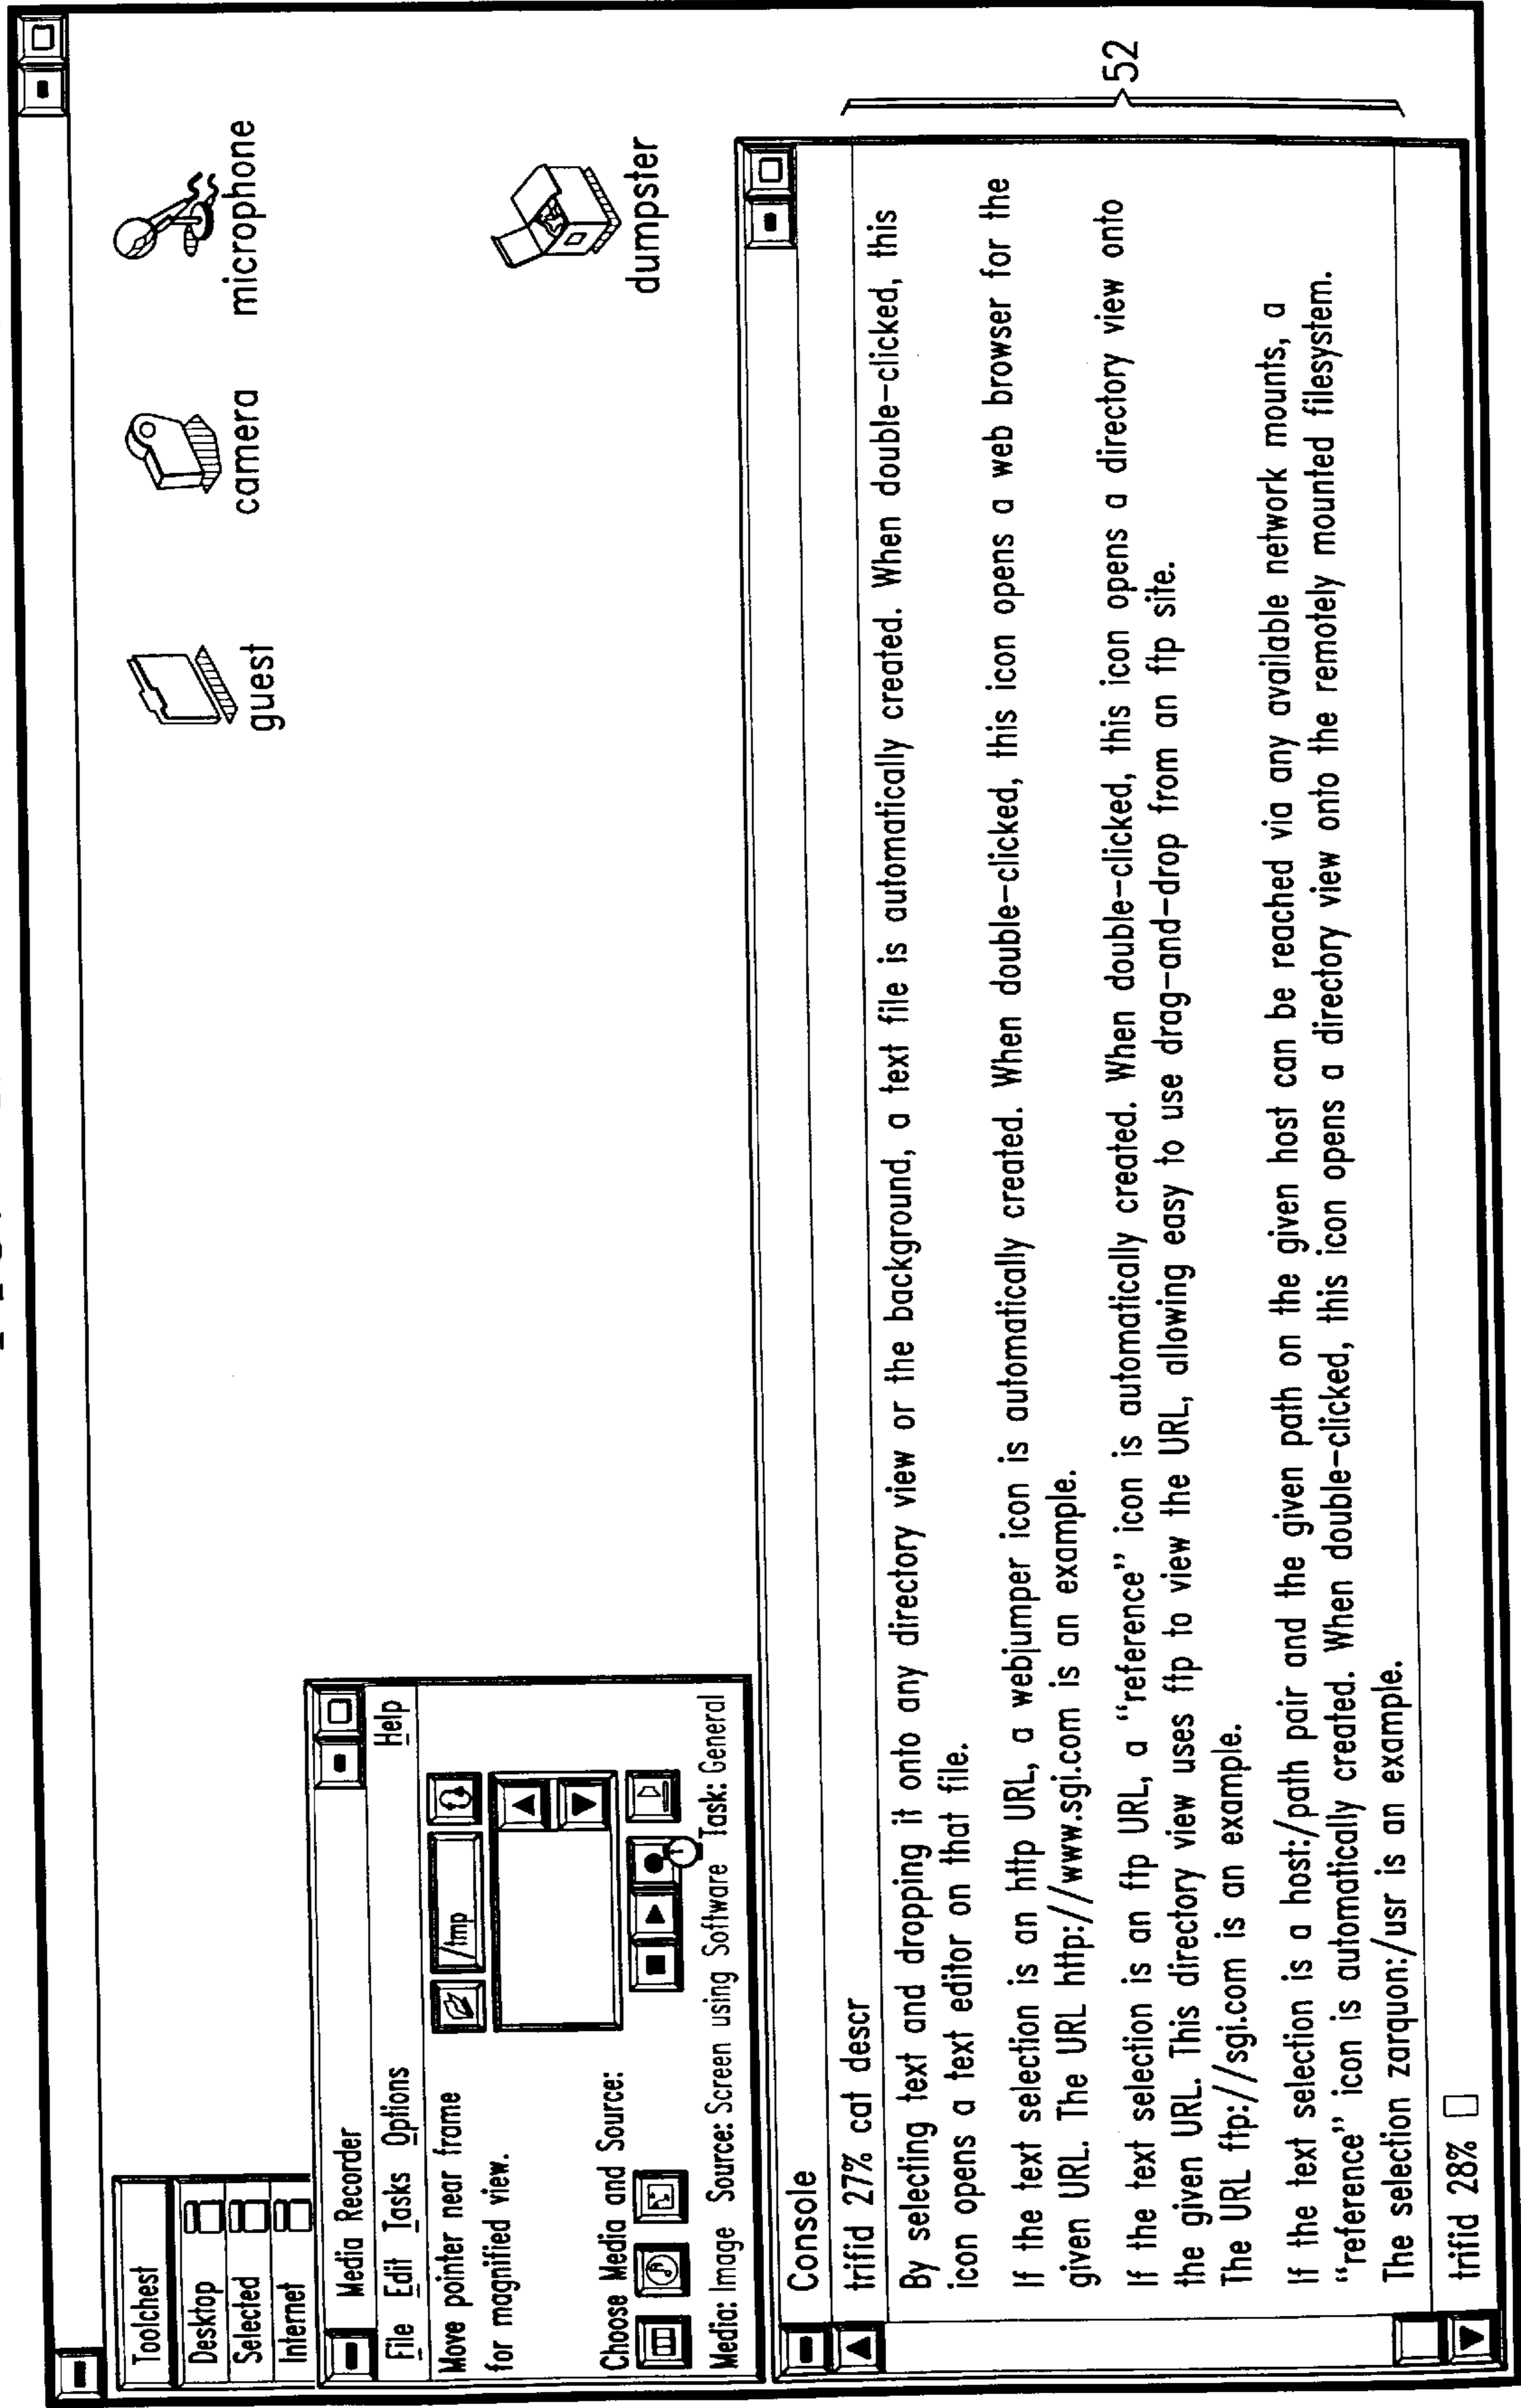 Toolchest
Desktop
Selected
Internet
guest
camera
microphone
dumpster
Media Recorder
File Edit Tasks Options Help
Move pointer near frame
for magnified view.
/tmp
Choose Media and Source:
Media: Image Source: Screen using Software Task: General
Console
trifid 27% cat descr
By selecting text and dropping it onto any directory view or the background, a text file is automatically created. When double-clicked, this
icon opens a text editor on that file.
If the text selection is an http URL, a webjumper icon is automatically created. When double-clicked, this icon opens a web browser for the
given URL. The URL http://www.sgi.com is an example.
If the text selection is an ftp URL, a “reference” icon is automatically created. When double-clicked, this icon opens a directory view onto
the given URL. This directory view uses ftp to view the URL, allowing easy to use drag-and-drop from an ftp site.
The URL ftp://sgi.com is an example.
If the text selection is a host:/path pair and the given path on the given host can be reached via any available network mounts, a
“reference” icon is automatically created. When double-clicked, this icon opens a directory view onto the remotely mounted filesystem.
The selection zarquon:/usr is an example.
trifid 28%
52